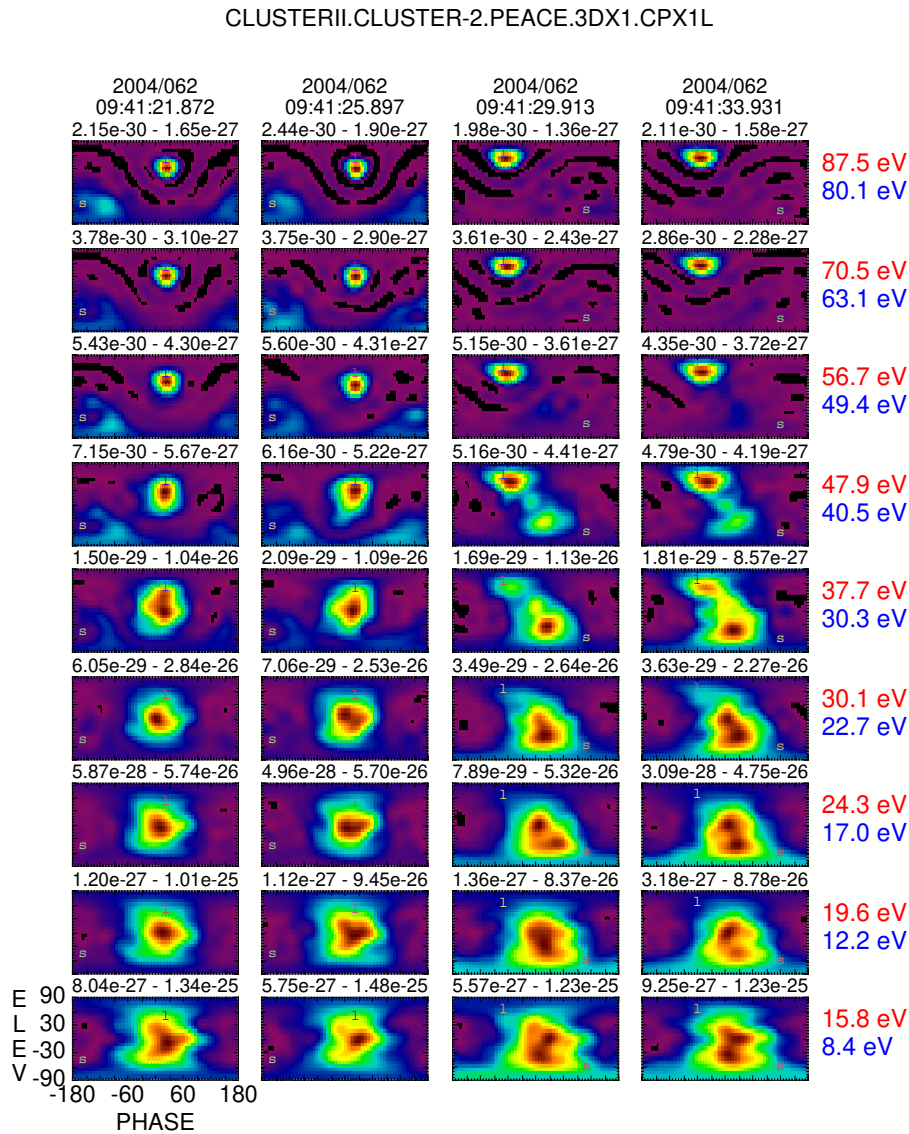 CLUSTERII.CLUSTER-2.PEACE.3DX1.CPX1L
2004/062 2004/062 2004/062 2004/062
09:41:21.872 09:41:25.897 09:41:29.913 09:41:33.931
2.15e-30 - 1.65e-27 2.44e-30 - 1.90e-27 1.98e-30 - 1.36e-27 2.11e-30 - 1.58e-27
87.5 eV
80.1 eV
s s s s
3.78e-30 - 3.10e-27 3.75e-30 - 2.90e-27 3.61e-30 - 2.43e-27 2.86e-30 - 2.28e-27
70.5 eV
63.1 eV
s s s s
5.43e-30 - 4.30e-27 5.60e-30 - 4.31e-27 5.15e-30 - 3.61e-27 4.35e-30 - 3.72e-27
56.7 eV
49.4 eV
s s s s
7.15e-30 - 5.67e-27 6.16e-30 - 5.22e-27 5.16e-30 - 4.41e-27 4.79e-30 - 4.19e-27
47.9 eV
40.5 eV
s s s s
1.50e-29 - 1.04e-26 2.09e-29 - 1.09e-26 1.69e-29 - 1.13e-26 1.81e-29 - 8.57e-27
37.7 eV
30.3 eV
s s s s
6.05e-29 - 2.84e-26 7.06e-29 - 2.53e-26 3.49e-29 - 2.64e-26 3.63e-29 - 2.27e-26
30.1 eV
22.7 eV
s s s s
5.87e-28 - 5.74e-26 4.96e-28 - 5.70e-26 7.89e-29 - 5.32e-26 3.09e-28 - 4.75e-26
24.3 eV
17.0 eV
s s s s
1.20e-27 - 1.01e-25 1.12e-27 - 9.45e-26 1.36e-27 - 8.37e-26 3.18e-27 - 8.78e-26
19.6 eV
12.2 eV
s s s s
8.04e-27 - 1.34e-25 5.75e-27 - 1.48e-25 5.57e-27 - 1.23e-25 9.25e-27 - 1.23e-25
15.8 eV
8.4 eV
s s s s
ELEV
90
30
-30
-90
-180 -60 60 180
PHASE